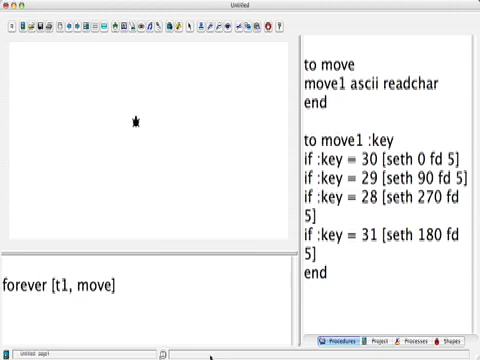 Untitled
to move
move1 ascii readchar
end
to move1 :key
if :key = 30 [seth 0 fd 5]
if :key = 29 [seth 90 fd 5]
if :key = 28 [seth 270 fd
5]
if :key = 31 [seth 180 fd
5]
end
forever [t1, move]
Procedures Project Processes Shapes
Untitled page1